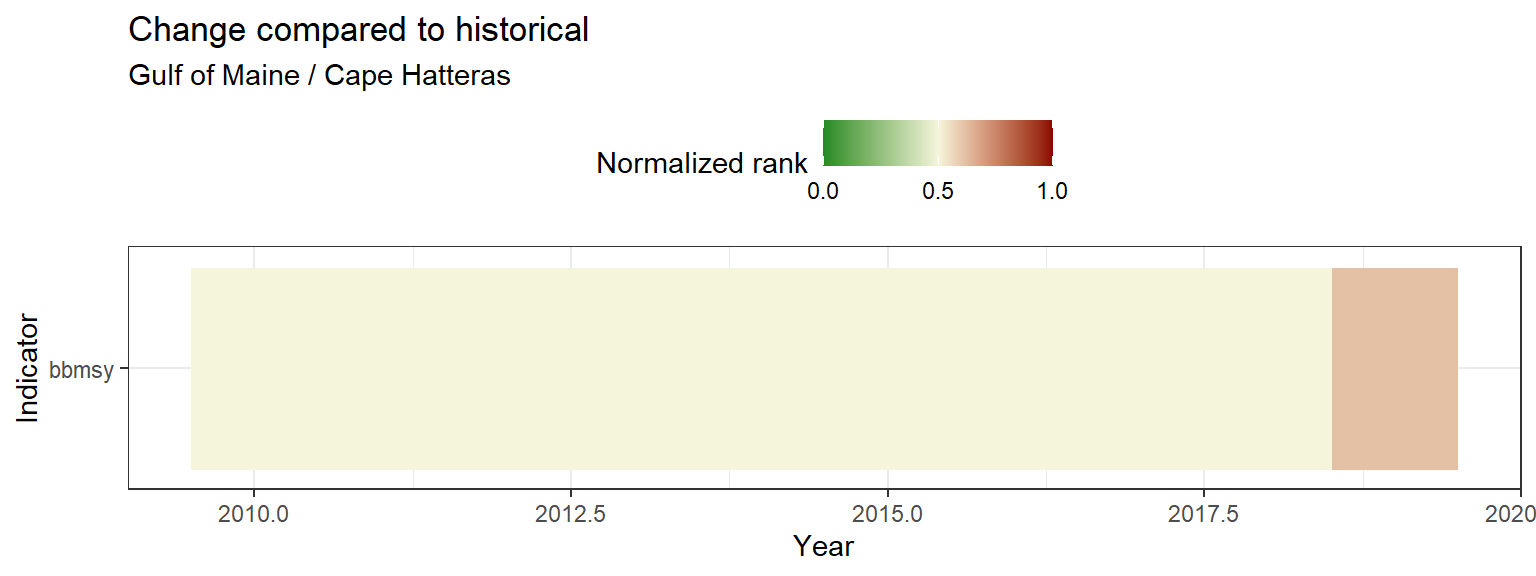 Change compared to historical
Gulf of Maine / Cape Hatteras
Normalized rank
0.0 0.5 1.0
Indicator
bbmsy
2010.0 2012.5 2015.0 2017.5 2020
Year